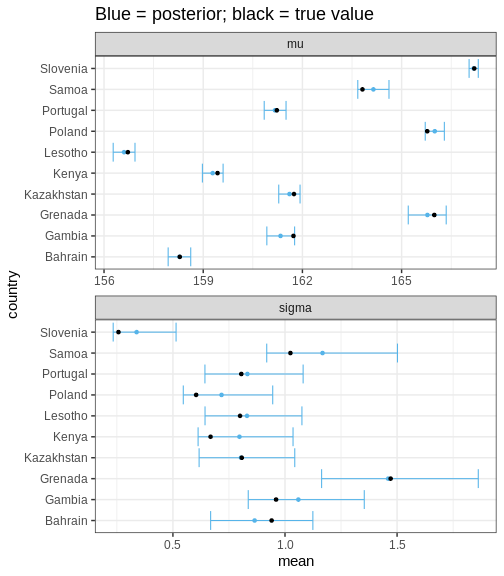 Blue = posterior; black = true value
mu
Slovenia
Samoa
Portugal
Poland
Lesotho
Kenya
Kazakhstan
Grenada
Gambia
Bahrain
156 159 162 165
country
sigma
Slovenia
Samoa
Portugal
Poland
Lesotho
Kenya
Kazakhstan
Grenada
Gambia
Bahrain
0.5 1.0 1.5
mean